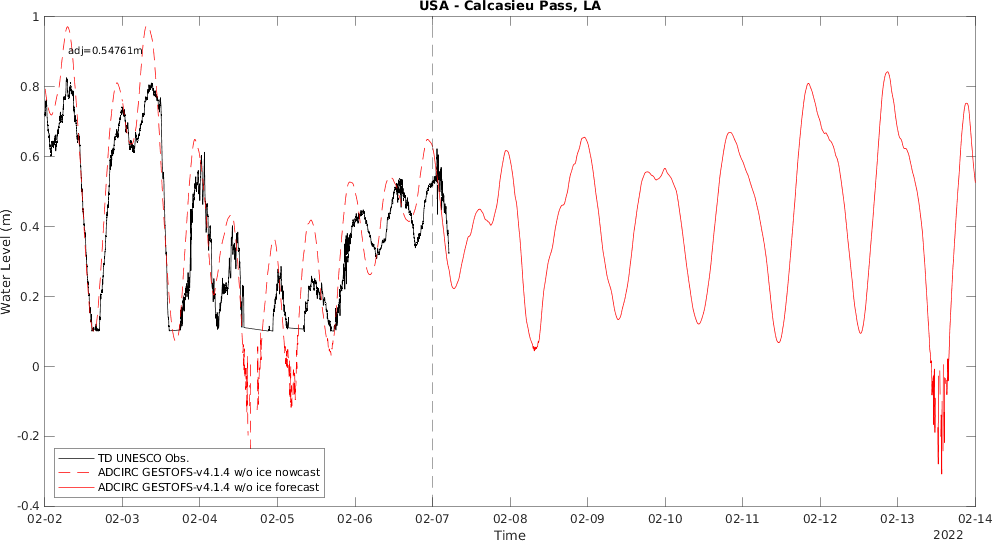 USA - Calcasieu Pass, LA
1
adj=0.54761m
0.8
0.6
0.4
0.2
0
-0.2
-0.4
Water Level (m)
TD UNESCO Obs.
ADCIRC GESTOFS-v4.1.4 w/o ice nowcast
ADCIRC GESTOFS-v4.1.4 w/o ice forecast
02-02 02-03 02-04 02-05 02-06 02-07 02-08 02-09 02-10 02-11 02-12 02-13 02-14
Time
2022